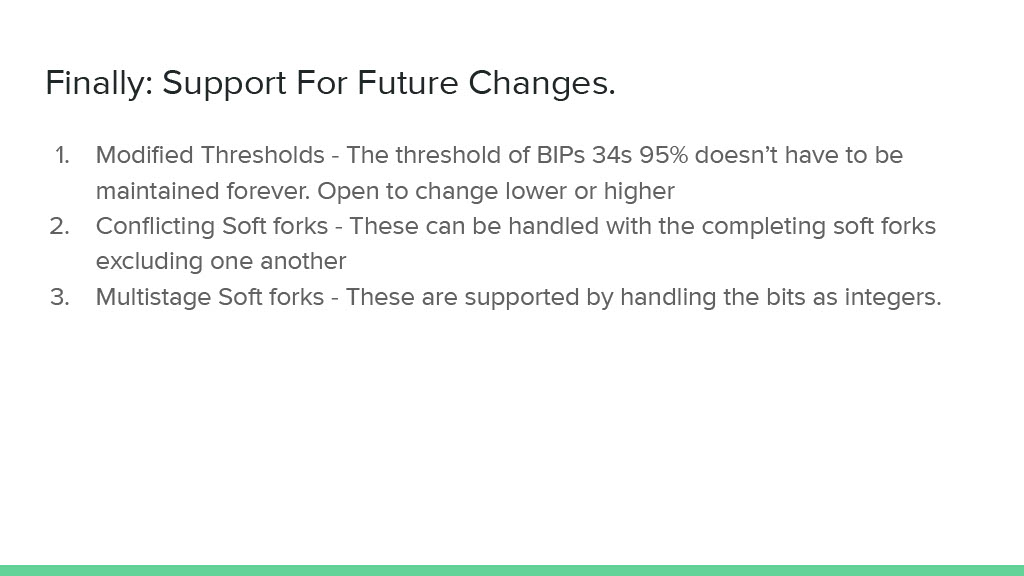 Finally: Support For Future Changes.
1. Modified Thresholds - The threshold of BIPs 34s 95% doesn’t have to be
maintained forever. Open to change lower or higher
2. Conflicting Soft forks - These can be handled with the completing soft forks
excluding one another
3. Multistage Soft forks - These are supported by handling the bits as integers.